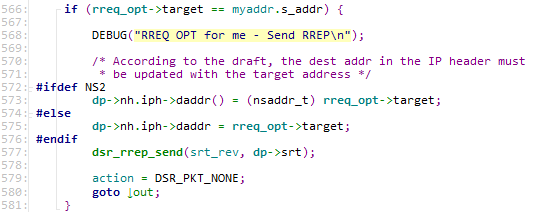 566: if (rreq_opt->target == myaddr.s_addr) {
567:
568: DEBUG("RREQ OPT for me - Send RREP\n");
569:
570: /* According to the draft, the dest addr in the IP header must
571: * be updated with the target address */
572: #ifdef NS2
573: dp->nh.iph->daddr() = (nsaddr_t) rreq_opt->target;
574: #else
575: dp->nh.iph->daddr = rreq_opt->target;
576: #endif
577: dsr_rrep_send(srt_rev, dp->srt);
578:
579: action = DSR_PKT_NONE;
580: goto out;
581: }